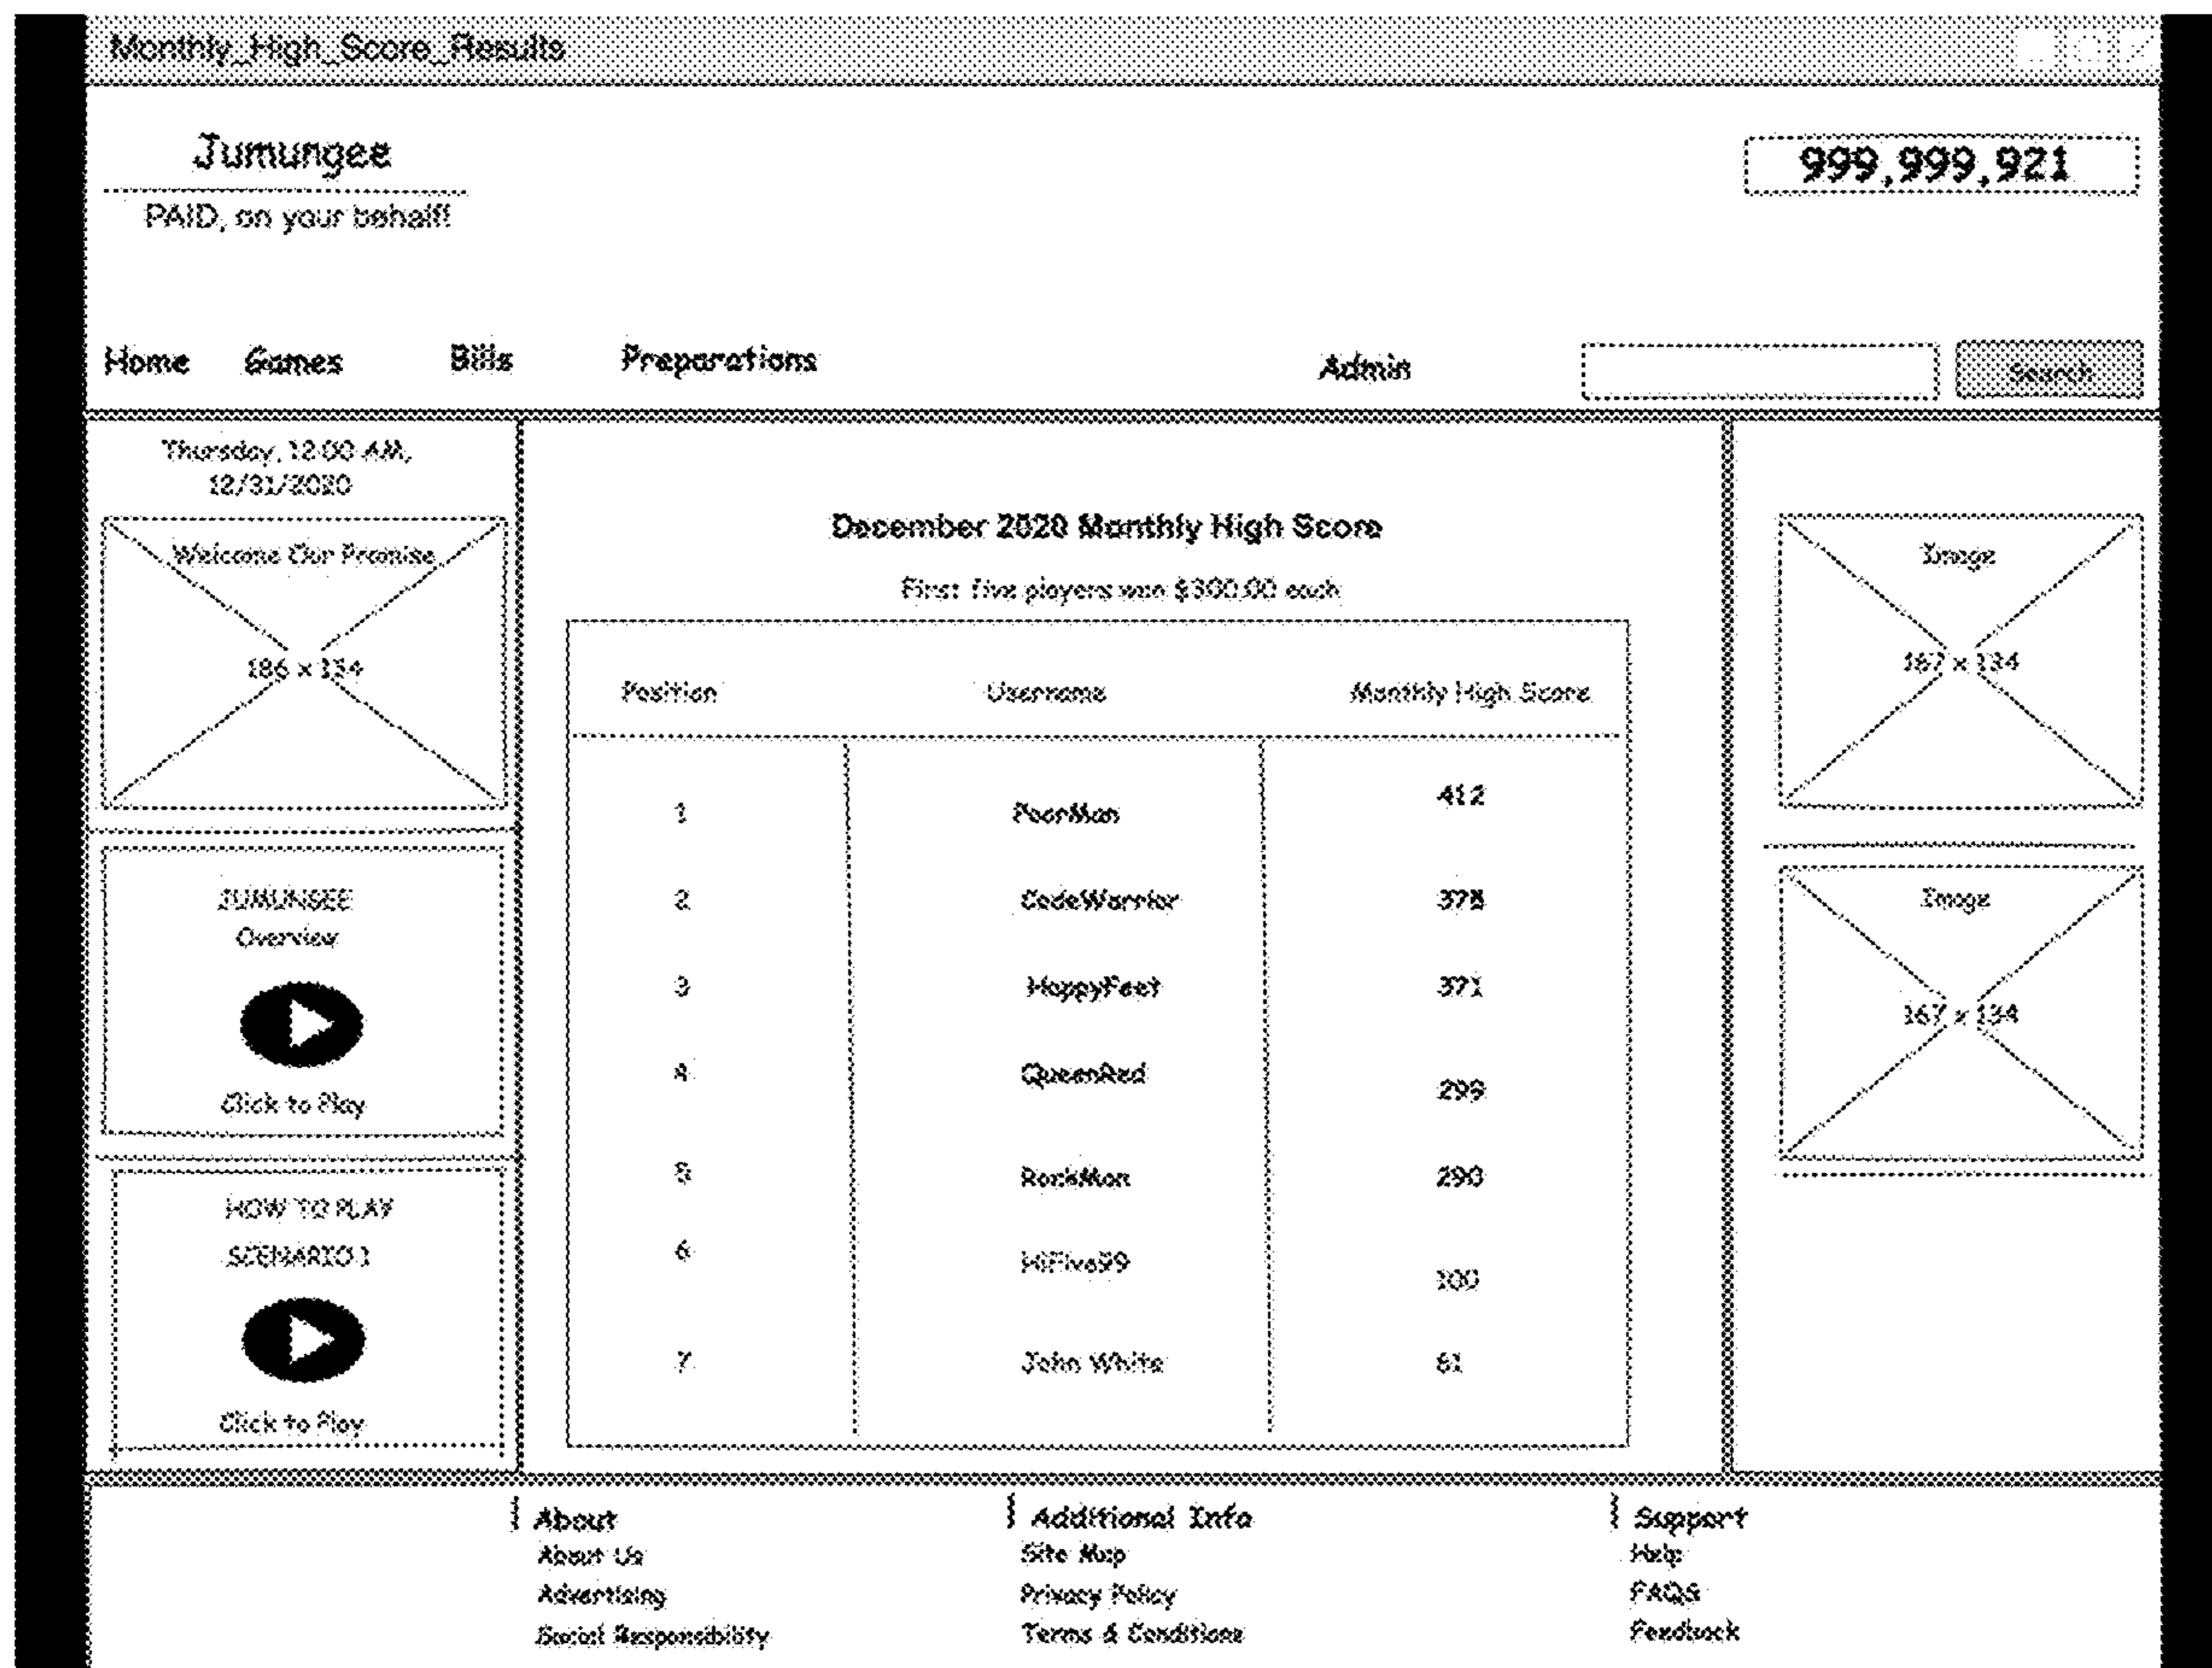 Monthly_High_Score_Results
Jumungee
999,999,921
PAID, on your behalf!
Home Games Bills Preparations Admin Search
Thursday, 12:00 AM,
12/31/2020
Welcome Our Promise
186 x 134
JUMUNGEE
Overview
Click to Play
HOW TO PLAY
SCENARIO 1
Click to Play
December 2020 Monthly High Score
First five players won $300.00 each
Position Username Monthly High Score
1 PoorMan 412
2 CodeWarrior 378
3 HappyFeet 371
4 QueenRed 299
5 RockMan 290
6 HiFive99 100
7 John White 81
Image
167 x 134
Image
167 x 134
About
About Us
Advertising
Social Responsibility
Additional Info
Site Map
Privacy Policy
Terms & Conditions
Support
Help
FAQs
Feedback